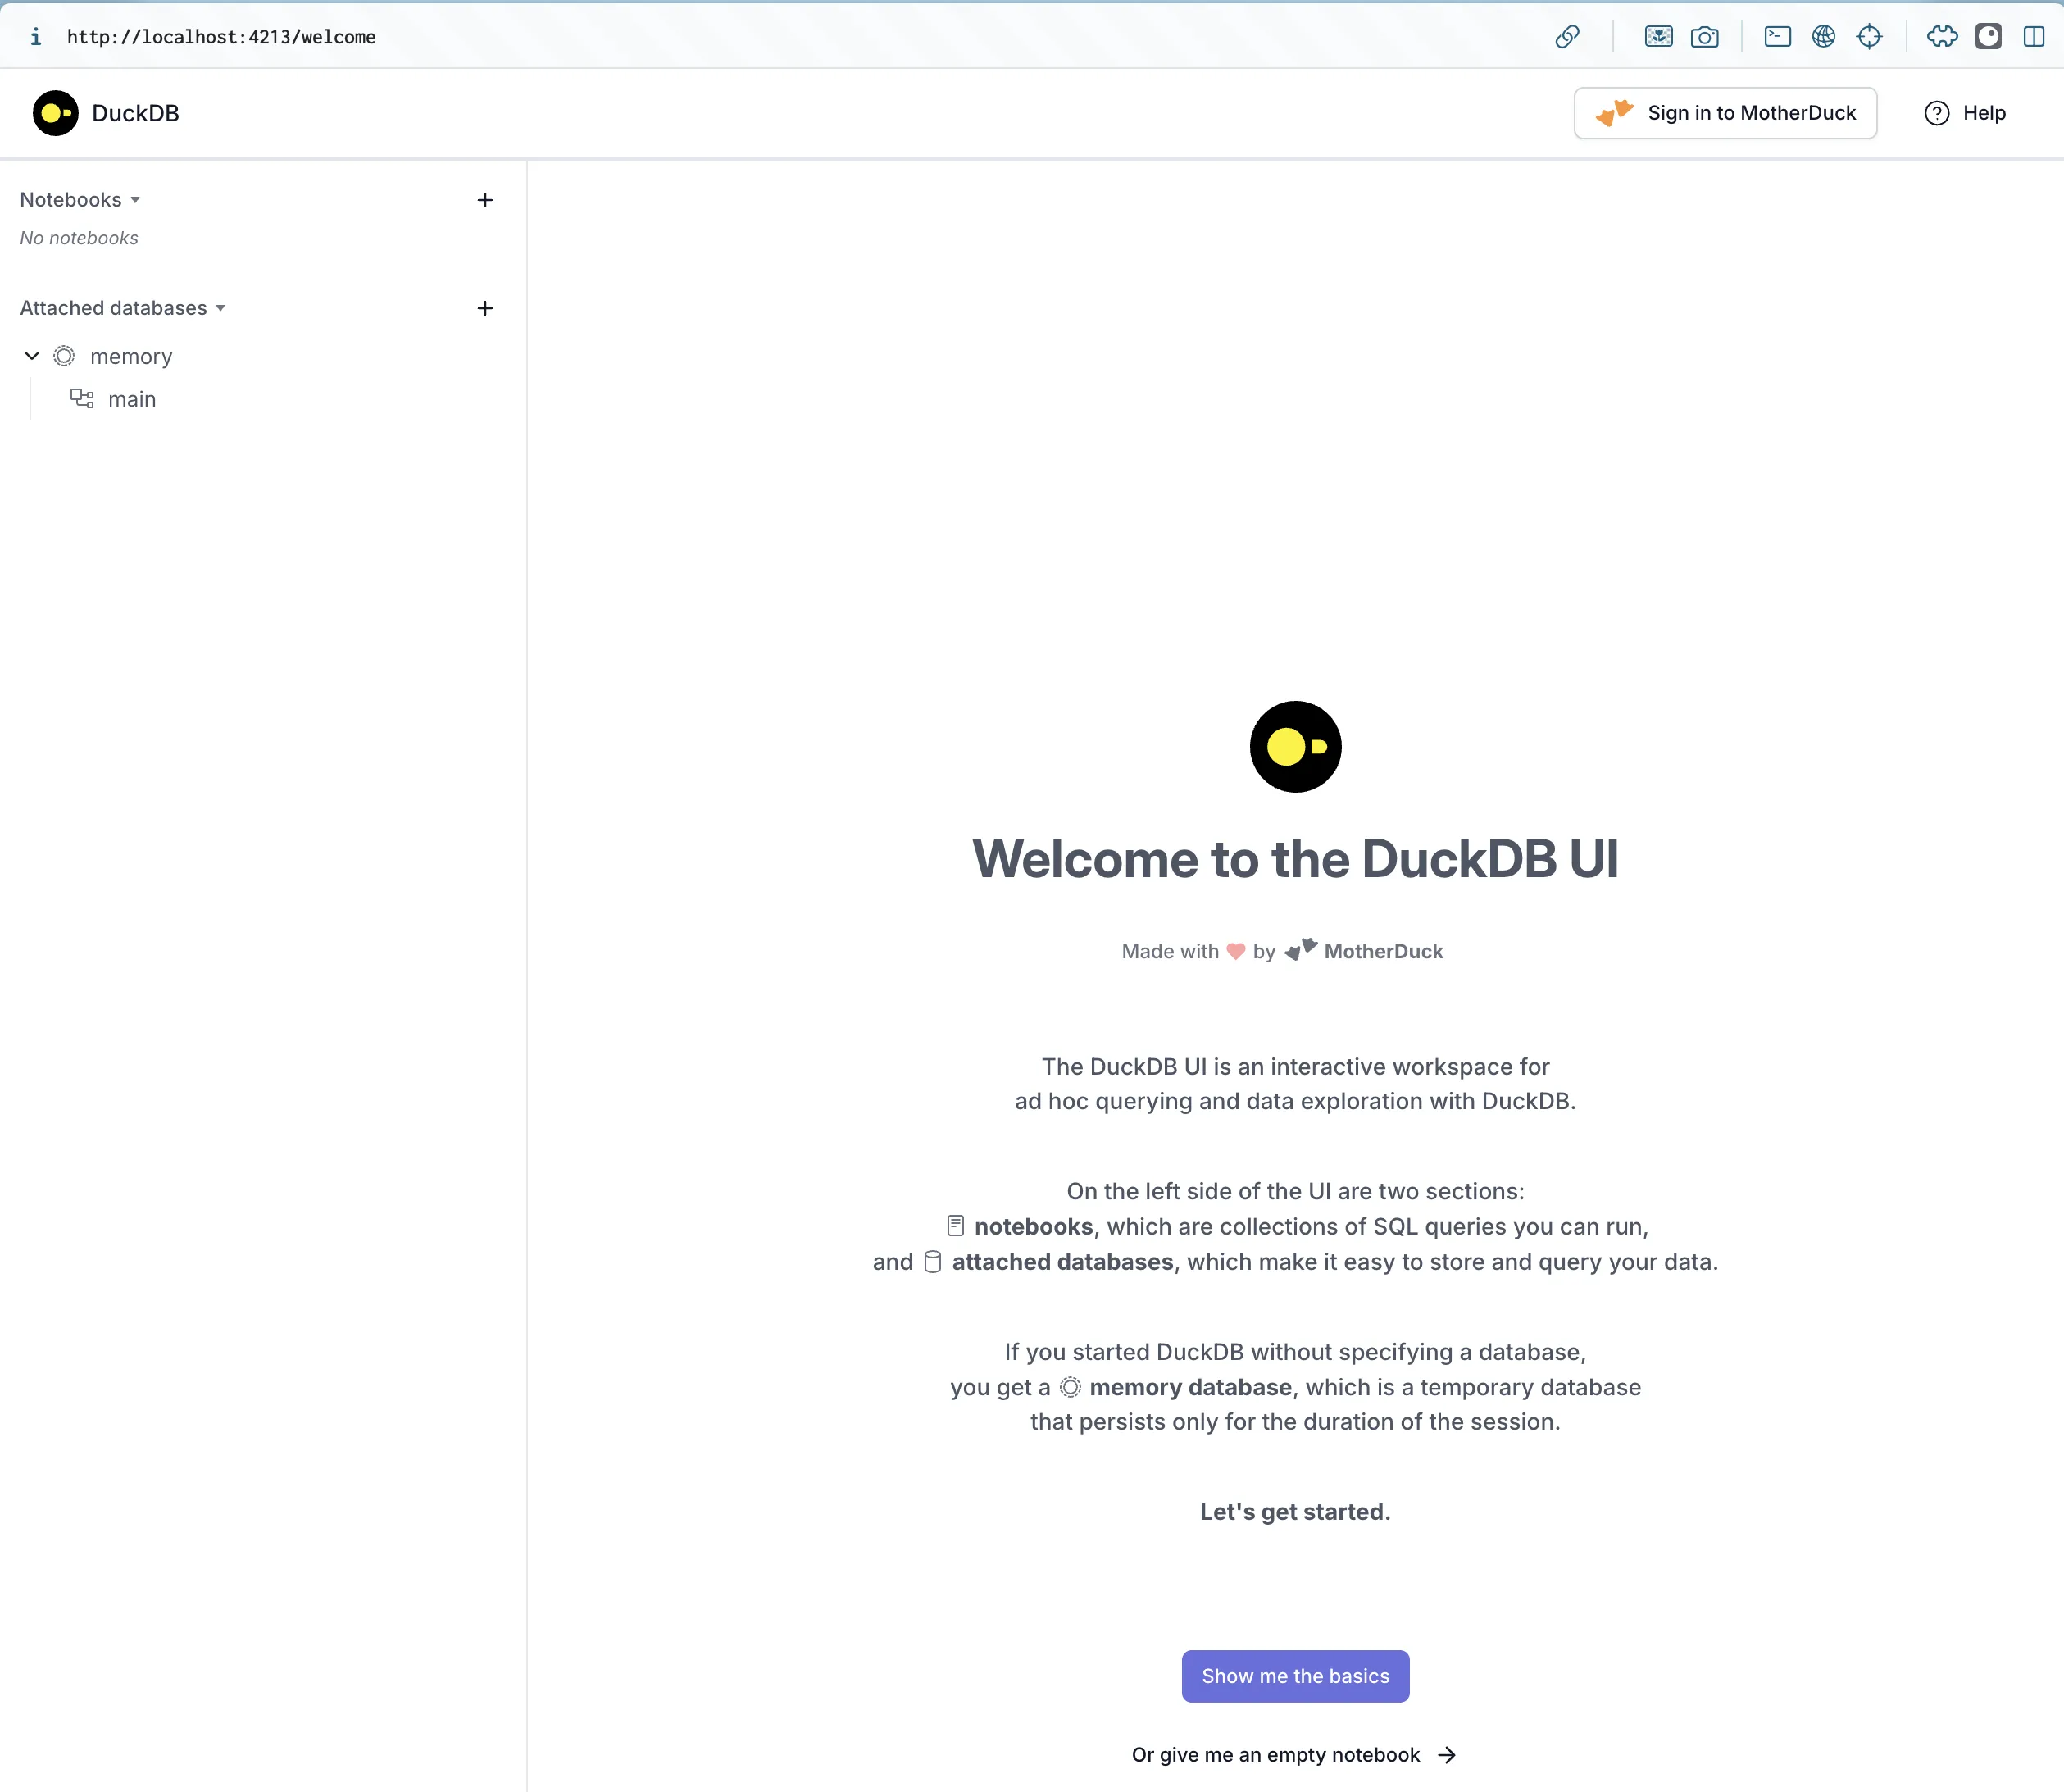 http://localhost:4213/welcome
DuckDB
Sign in to MotherDuck
Help
Notebooks
No notebooks
Attached databases
memory
main
Welcome to the DuckDB UI
Made with ❤ by MotherDuck
The DuckDB UI is an interactive workspace for
ad hoc querying and data exploration with DuckDB.
On the left side of the UI are two sections:
notebooks, which are collections of SQL queries you can run,
and attached databases, which make it easy to store and query your data.
If you started DuckDB without specifying a database,
you get a memory database, which is a temporary database
that persists only for the duration of the session.
Let's get started.
Show me the basics
Or give me an empty notebook →